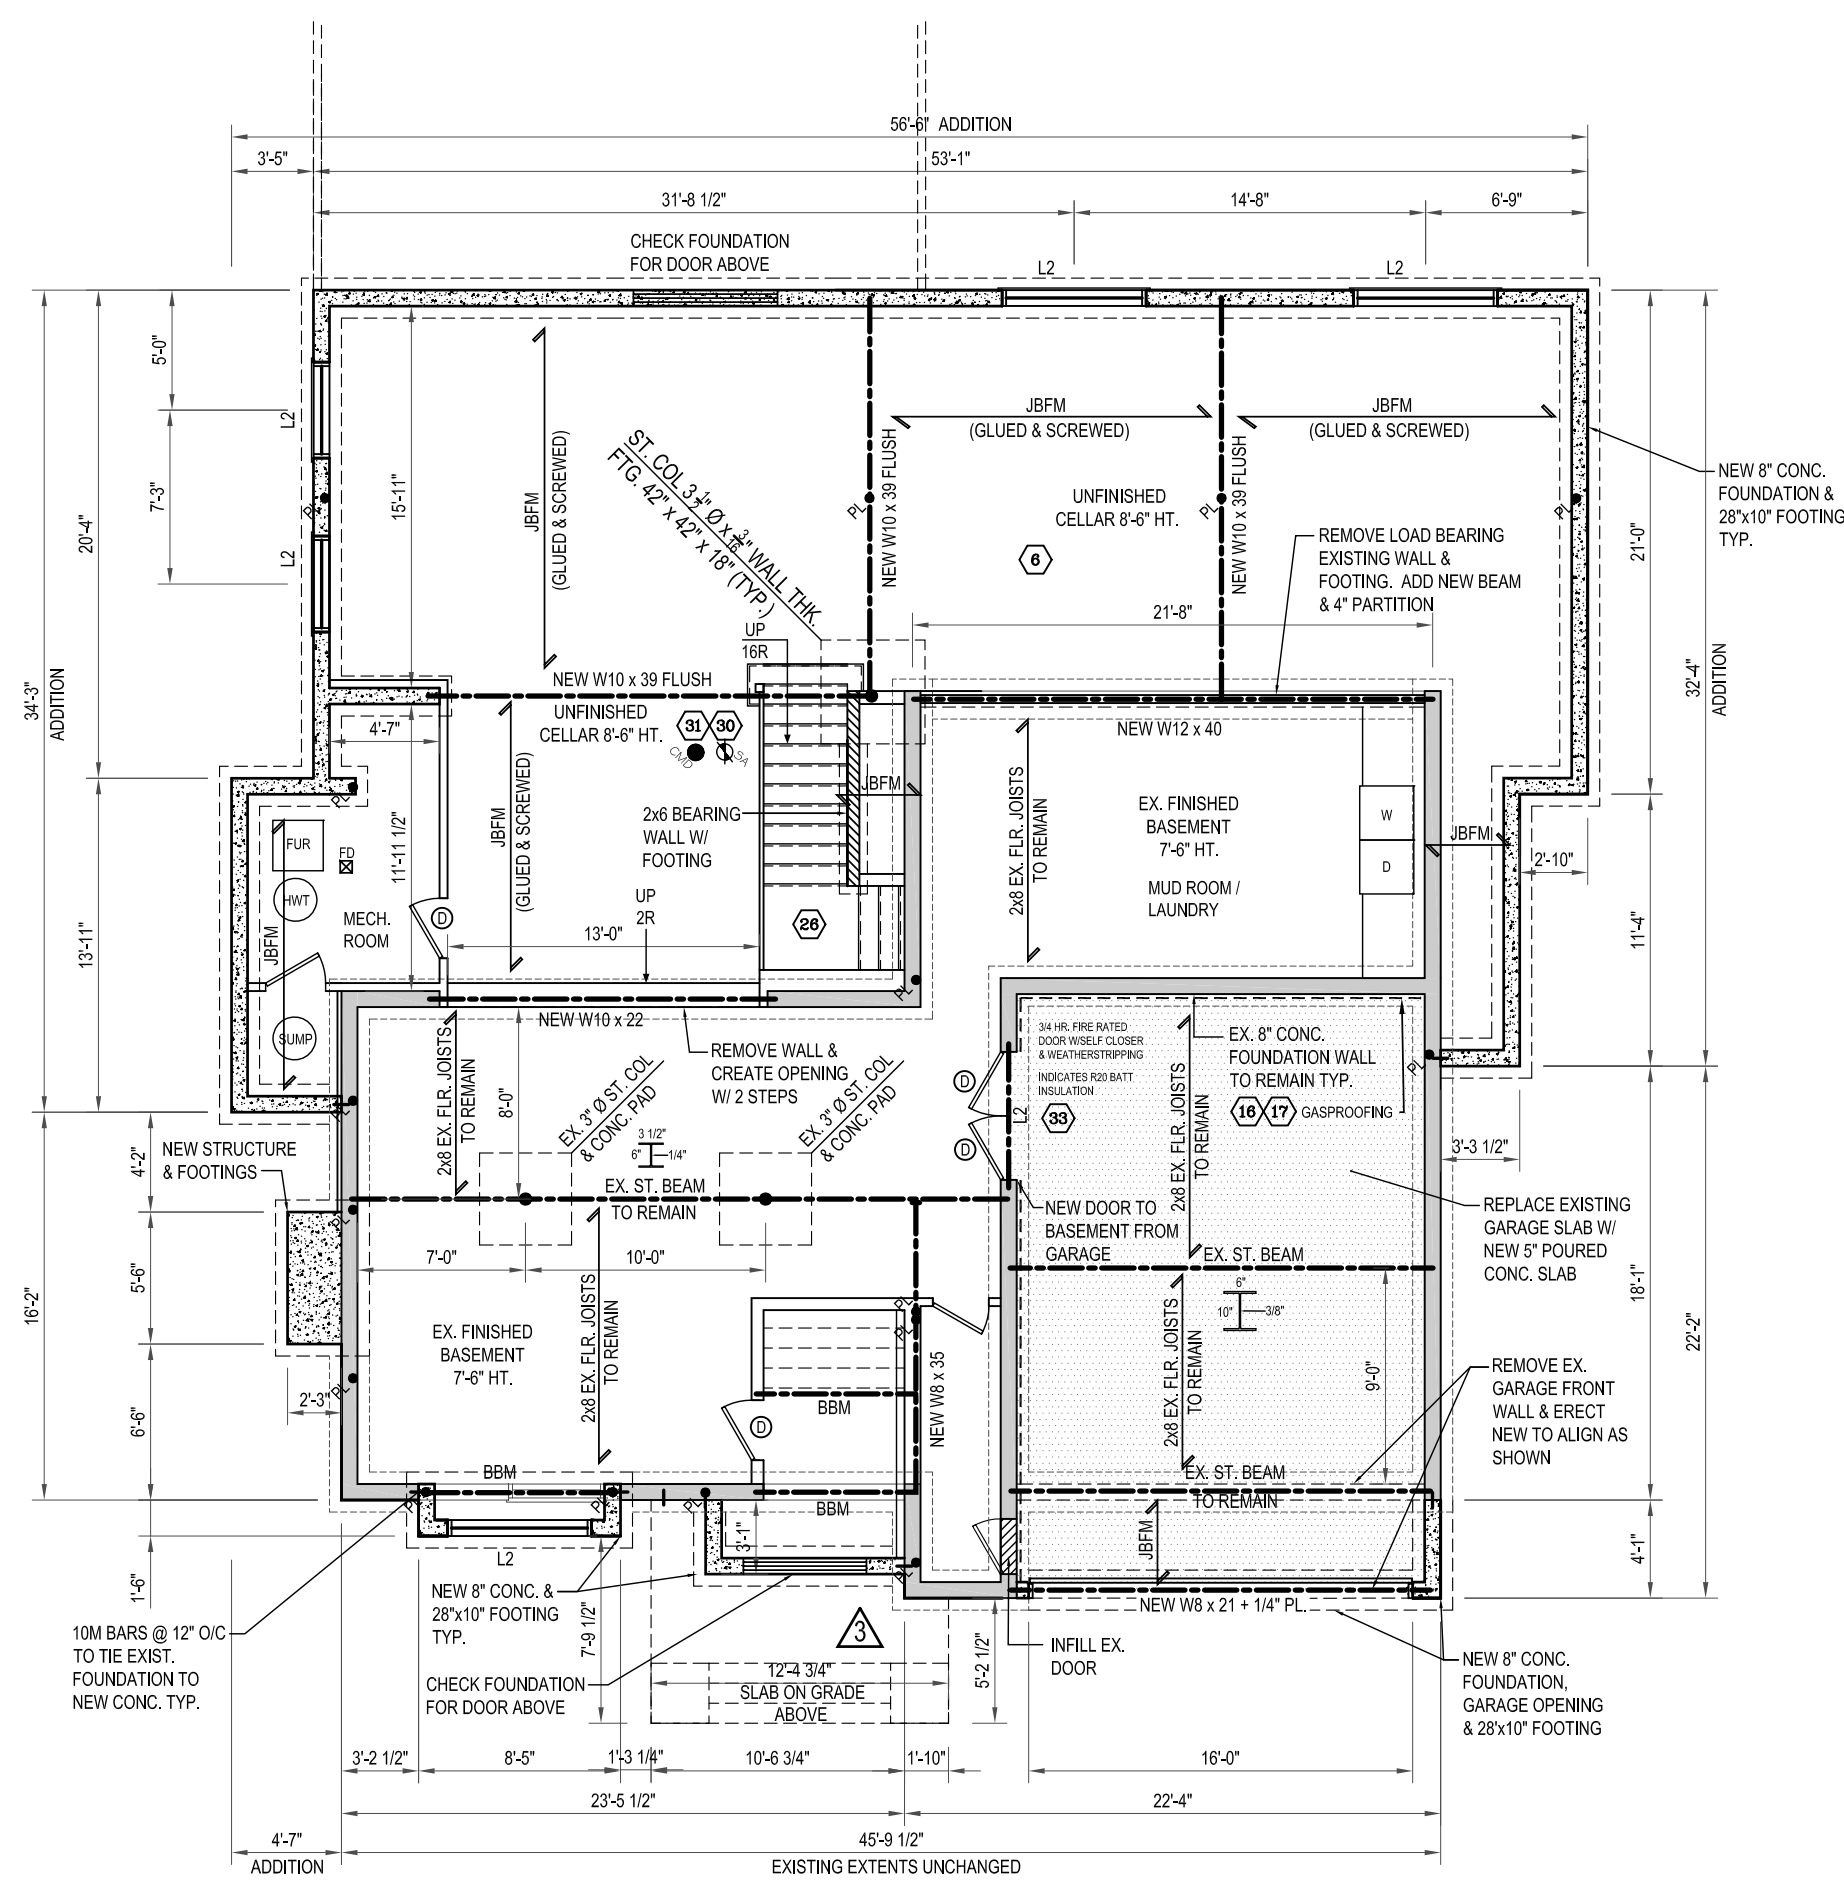 56'-6" ADDITION
3'-5"
53'-1"
31'-8 1/2"
14'-8"
6'-9"
CHECK FOUNDATION
FOR DOOR ABOVE
L2
L2
34'-3"
ADDITION
20'-4"
5'-0"
7'-3"
L2
L2
PL
15'-11"
JBFM
(GLUED & SCREWED)
ST. COL 3 1/2" Ø x 3/16" WALL THK.
FTG. 42" x 42" x 18" (TYP.)
PL
NEW W10 x 39 FLUSH
JBFM
(GLUED & SCREWED)
UNFINISHED
CELLAR 8'-6" HT.
6
PL
NEW W10 x 39 FLUSH
JBFM
(GLUED & SCREWED)
PL
REMOVE LOAD BEARING
EXISTING WALL &
FOOTING. ADD NEW BEAM
& 4" PARTITION
NEW 8" CONC.
FOUNDATION &
28"x10" FOOTING
TYP.
21'-0"
32'-4"
ADDITION
21'-8"
UP
16R
NEW W10 x 39 FLUSH
UNFINISHED
CELLAR 8'-6" HT.
31
30
CMD
SA
4'-7"
JBFM
(GLUED & SCREWED)
2x6 BEARING
WALL W/
FOOTING
JBFM
NEW W12 x 40
2x8 EX. FLR. JOISTS
TO REMAIN
EX. FINISHED
BASEMENT
7'-6" HT.
MUD ROOM /
LAUNDRY
W
D
JBFM
2'-10"
11'-4"
13'-11"
PL
FUR
FD
HWT
MECH.
ROOM
JBFM
SUMP
11'-11 1/2"
D
UP
2R
13'-0"
26
PL
NEW W10 x 22
REMOVE WALL &
CREATE OPENING
W/ 2 STEPS
2x8 EX. FLR. JOISTS
TO REMAIN
8'-0"
EX. 3" Ø ST. COL
& CONC. PAD
EX. 3" Ø ST. COL
& CONC. PAD
3 1/2"
6"
1/4"
EX. ST. BEAM
TO REMAIN
3/4 HR. FIRE RATED
DOOR W/SELF CLOSER
& WEATHERSTRIPPING
INDICATES R20 BATT
INSULATION
33
L2
D
D
EX. 8" CONC.
FOUNDATION WALL
TO REMAIN TYP.
16
17
GASPROOFING
2x8 EX. FLR. JOISTS
TO REMAIN
PL
3'-3 1/2"
REPLACE EXISTING
GARAGE SLAB W/
NEW 5" POURED
CONC. SLAB
NEW DOOR TO
BASEMENT FROM
GARAGE
EX. ST. BEAM
6"
10"
3/8"
18'-1"
22'-2"
NEW STRUCTURE
& FOOTINGS
PL
PL
PL
16'-2"
4'-2"
5'-6"
6'-6"
2'-3"
7'-0"
10'-0"
EX. FINISHED
BASEMENT
7'-6" HT.
2x8 EX. FLR. JOISTS
TO REMAIN
PL
PL
NEW W8 x 35
BBM
D
2x8 EX. FLR. JOISTS
TO REMAIN
9'-0"
REMOVE EX.
GARAGE FRONT
WALL & ERECT
NEW TO ALIGN AS
SHOWN
BBM
PL
PL
PL
BBM
EX. ST. BEAM
TO REMAIN
JBFM
4'-1"
1'-6"
L2
3'-1"
PL
NEW W8 x 21 + 1/4" PL.
10M BARS @ 12" O/C
TO TIE EXIST.
FOUNDATION TO
NEW CONC. TYP.
NEW 8" CONC. &
28"x10" FOOTING
TYP.
7'-9 1/2"
3
5'-2 1/2"
INFILL EX.
DOOR
CHECK FOUNDATION
FOR DOOR ABOVE
12'-4 3/4"
SLAB ON GRADE
ABOVE
NEW 8" CONC.
FOUNDATION,
GARAGE OPENING
& 28'x10" FOOTING
3'-2 1/2"
8'-5"
1'-3 1/4"
10'-6 3/4"
1'-10"
16'-0"
23'-5 1/2"
22'-4"
4'-7"
ADDITION
45'-9 1/2"
EXISTING EXTENTS UNCHANGED